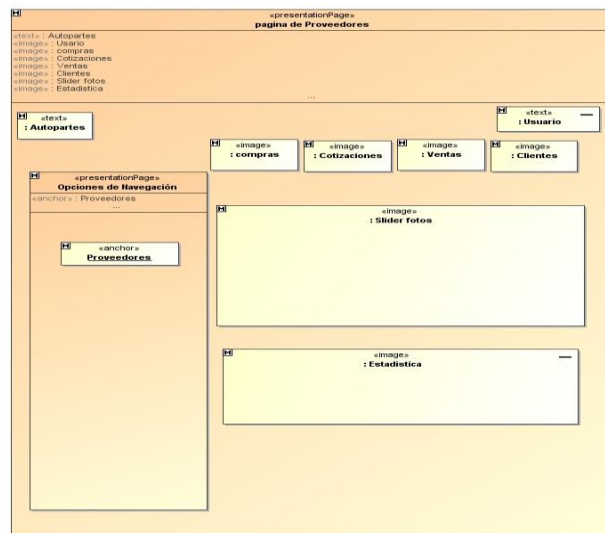 «presentationPage»
pagina de Proveedores
«text» : Autopartes
«image» : Usario
«image» : compras
«image» : Cotizaciones
«image» : Ventas
«image» : Clientes
«image» : Slider fotos
«image» : Estadistica
...
«text»
: Autopartes
«text»
: Usuario
«image»
: compras
«image»
: Cotizaciones
«image»
: Ventas
«image»
: Clientes
«presentationPage»
Opciones de Navegación
«anchor» : Proveedores
...
«anchor»
Proveedores
«image»
: Slider fotos
«image»
: Estadistica